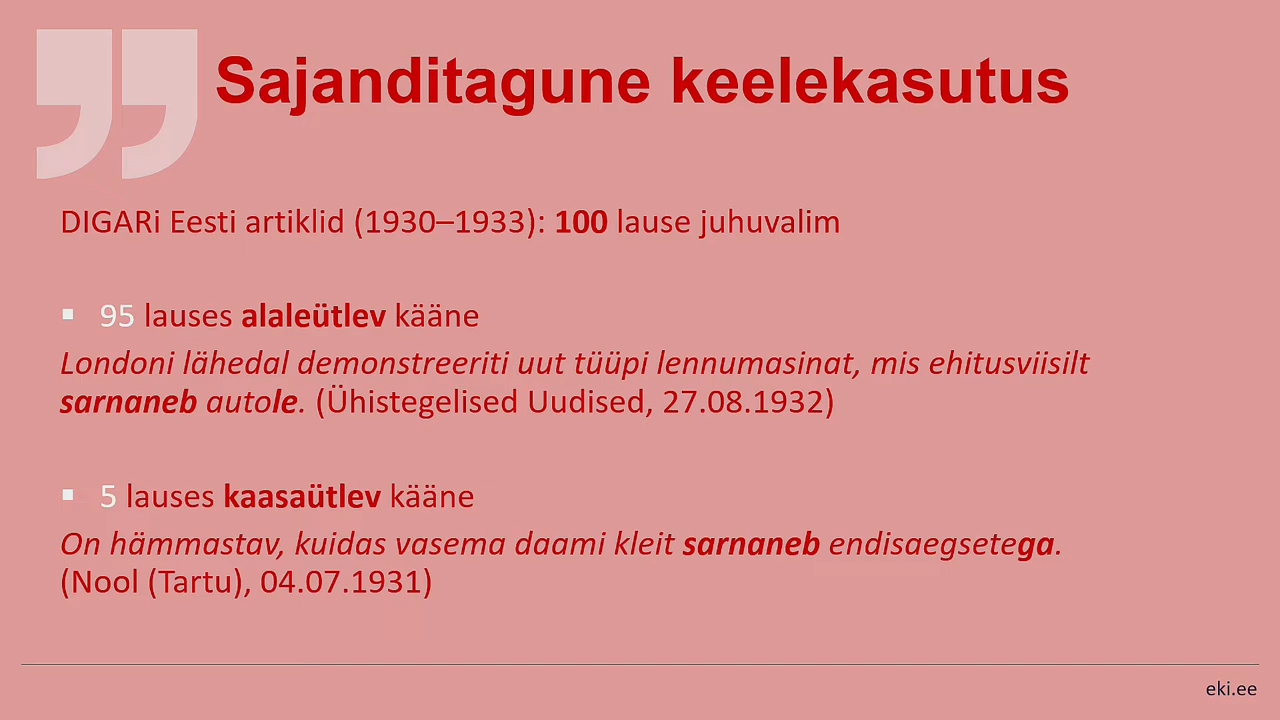 Sajanditagune keelekasutus
DIGARi Eesti artiklid (1930–1933): 100 lause juhuvalim
▪ 95 lauses alaleütlev kääne
Londoni lähedal demonstreeriti uut tüüpi lennumasinat, mis ehitusviisilt
sarnaneb autole. (Ühistegelised Uudised, 27.08.1932)
▪ 5 lauses kaasaütlev kääne
On hämmastav, kuidas vasema daami kleit sarnaneb endisaegsetega.
(Nool (Tartu), 04.07.1931)
eki.ee